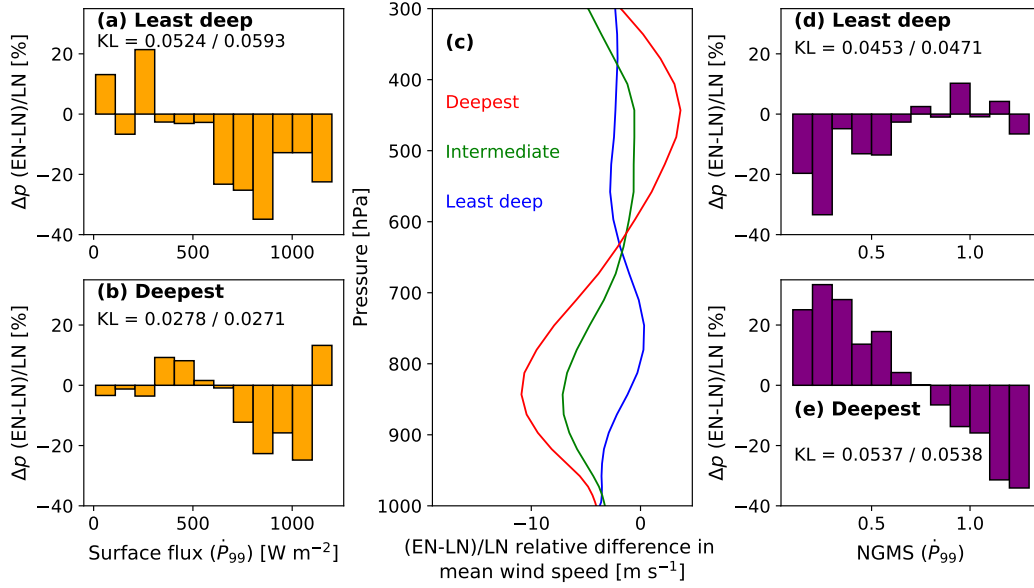 (a) Least deep
KL = 0.0524 / 0.0593
Δp (EN-LN)/LN [%]
20
0
−20
−40
0
500
1000
(b) Deepest
KL = 0.0278 / 0.0271
Δp (EN-LN)/LN [%]
20
0
−20
−40
0
500
1000
Surface flux (Ṗ₉₉) [W m⁻²]
(c)
Deepest
Intermediate
Least deep
Pressure [hPa]
300
400
500
600
700
800
900
1000
−10
0
(EN-LN)/LN relative difference in
mean wind speed [m s⁻¹]
(d) Least deep
KL = 0.0453 / 0.0471
Δp (EN-LN)/LN [%]
20
0
−20
−40
0.5
1.0
(e) Deepest
KL = 0.0537 / 0.0538
Δp (EN-LN)/LN [%]
20
0
−20
−40
0.5
1.0
NGMS (Ṗ₉₉)